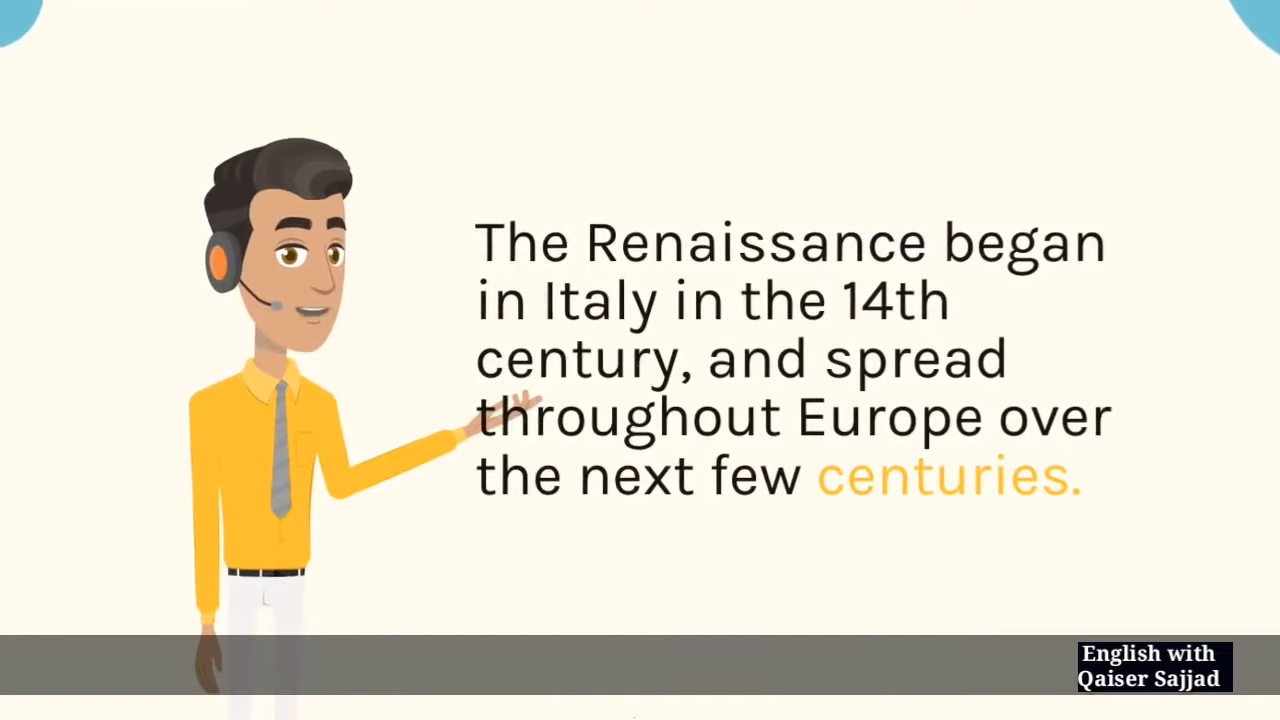 The Renaissance began
in Italy in the 14th
century, and spread
throughout Europe over
the next few centuries.
English with
Qaiser Sajjad